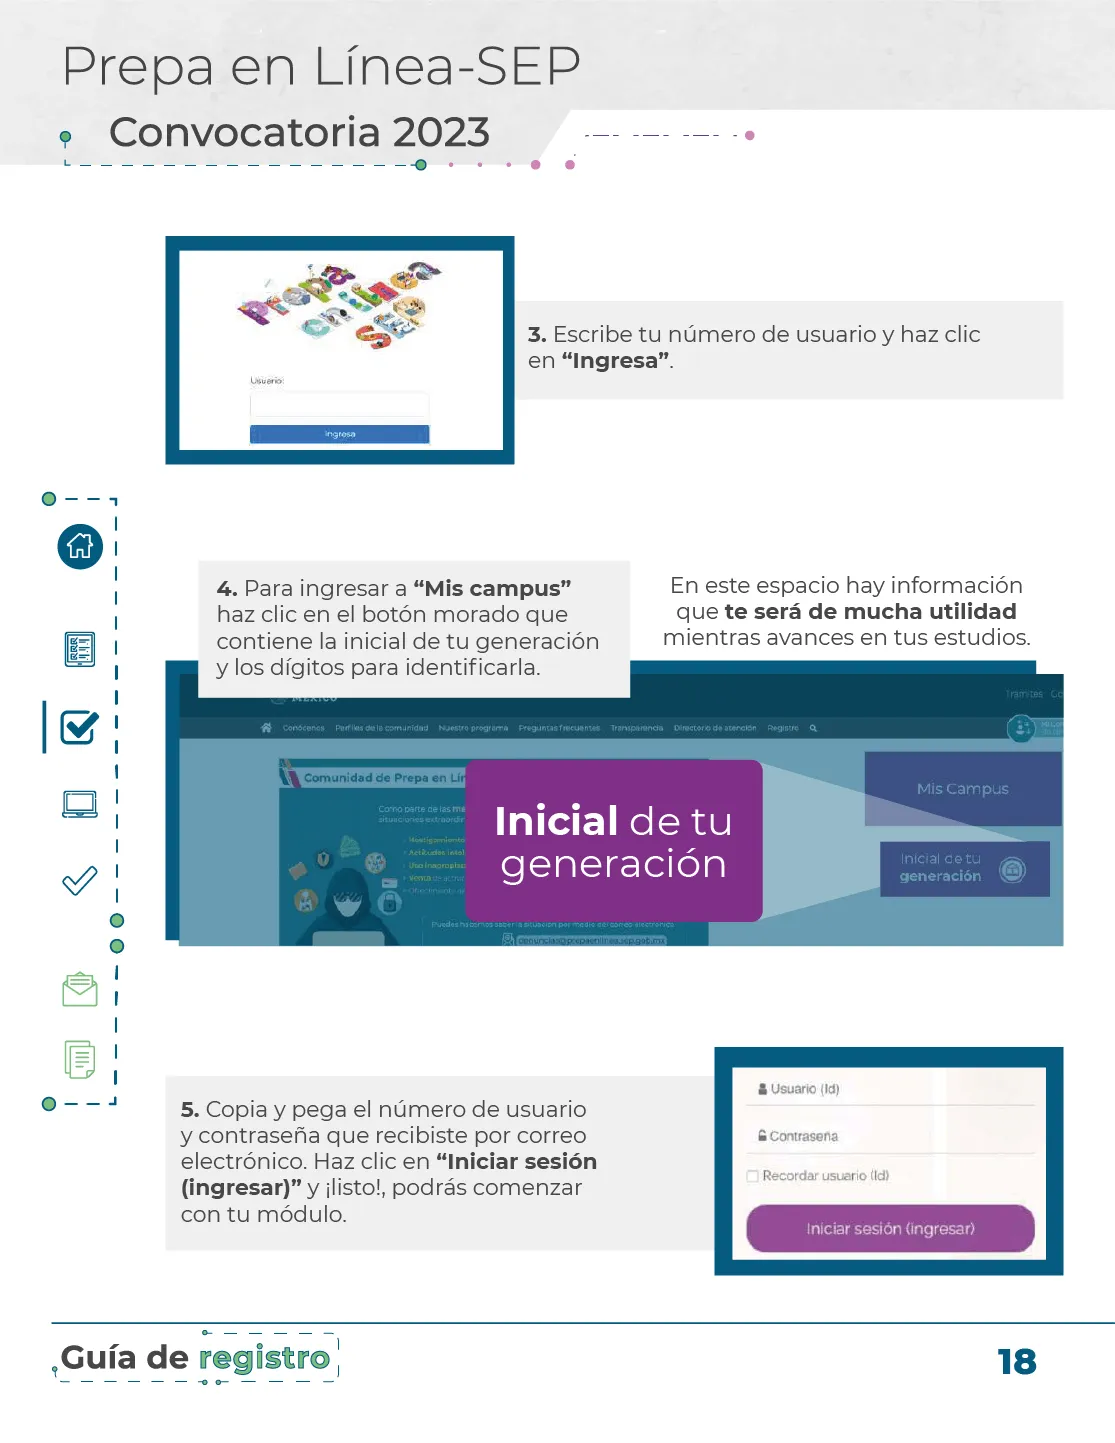 Prepa en Línea-SEP
Convocatoria 2023
Usuario:
Ingresa
3. Escribe tu número de usuario y haz clic
en “Ingresa”.
4. Para ingresar a “Mis campus”
haz clic en el botón morado que
contiene la inicial de tu generación
y los dígitos para identificarla.
En este espacio hay información
que te será de mucha utilidad
mientras avances en tus estudios.
MÉXICO
Trámites
Conócenos Perfiles de la comunidad Nuestro programa Preguntas frecuentes Transparencia Directorio de atención Registro
Comunidad de Prepa en Lín
Como parte de las
Inicial de tu
generación
Mis Campus
Inicial de tu
generación
Puedes hacernos saber la situación por medio del correo electrónico
denuncias@prepaenlinea.sep.gob.mx
5. Copia y pega el número de usuario
y contraseña que recibiste por correo
electrónico. Haz clic en “Iniciar sesión
(ingresar)” y ¡listo!, podrás comenzar
con tu módulo.
Usuario (Id)
Contraseña
Recordar usuario (Id)
Iniciar sesión (ingresar)
Guía de registro
18